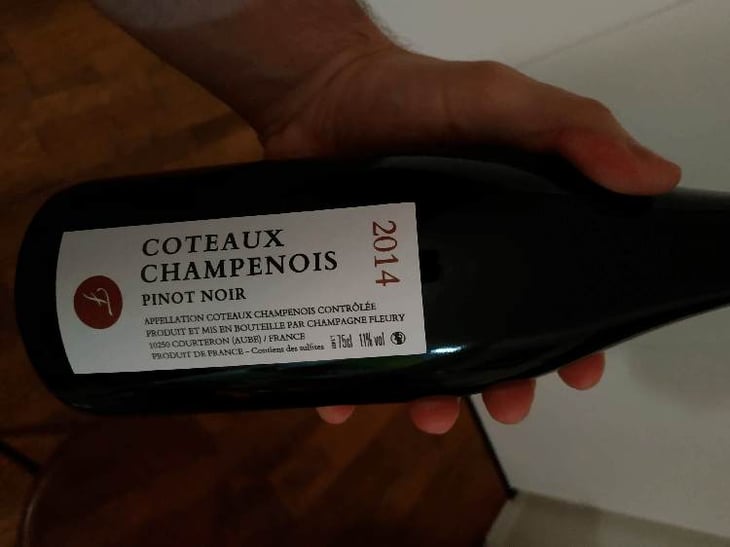 COTEAUX
CHAMPENOIS
PINOT NOIR
2014
F
APPELLATION COTEAUX CHAMPENOIS CONTRÔLÉE
PRODUIT ET MIS EN BOUTEILLE PAR CHAMPAGNE FLEURY
10250 COURTERON (AUBE) / FRANCE
PRODUIT DE FRANCE – Contiens des sulfites 75cl 11% vol